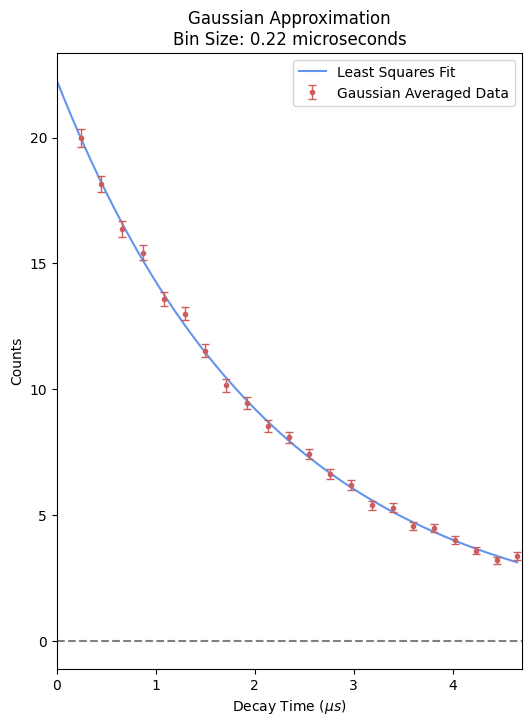 Gaussian Approximation
Bin Size: 0.22 microseconds
Least Squares Fit
Gaussian Averaged Data
20
15
10
5
0
Counts
0 1 2 3 4
Decay Time (μs)